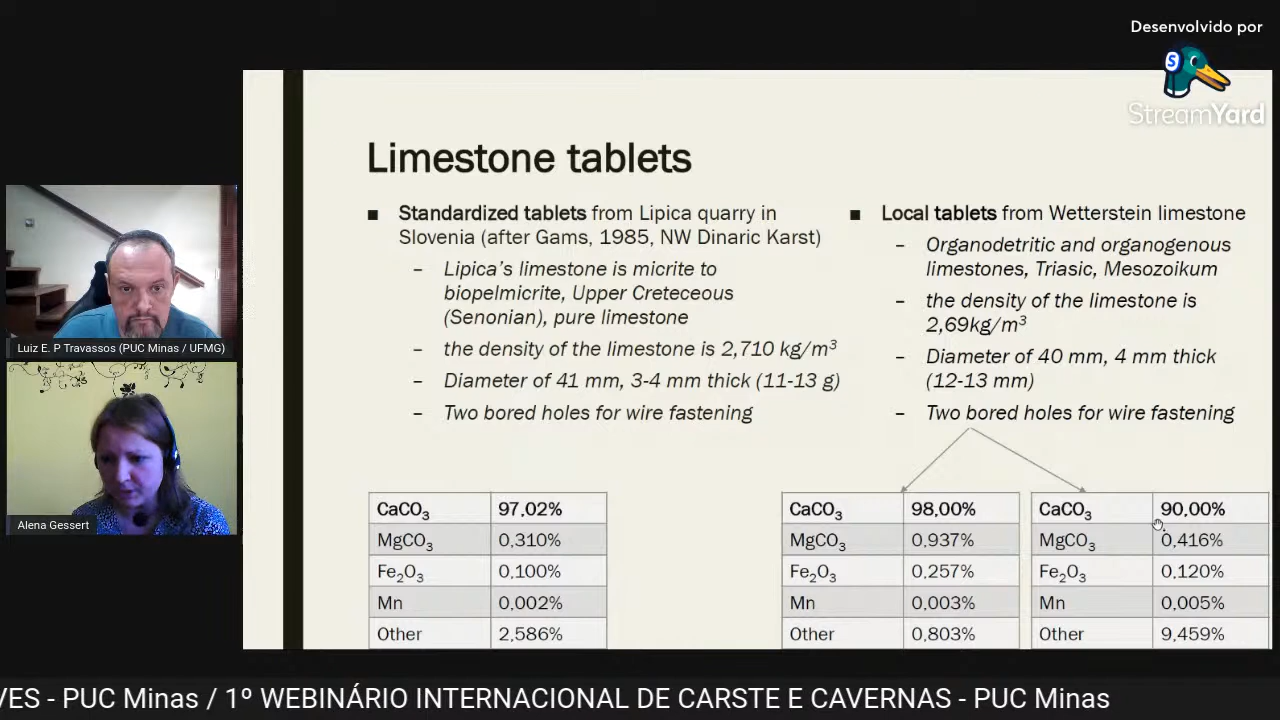 Desenvolvido por
StreamYard
Limestone tablets
■ Standardized tablets from Lipica quarry in
Slovenia (after Gams, 1985, NW Dinaric Karst)
– Lipica's limestone is micrite to
biopelmicrite, Upper Creteceous
(Senonian), pure limestone
– the density of the limestone is 2,710 kg/m³
– Diameter of 41 mm, 3-4 mm thick (11-13 g)
– Two bored holes for wire fastening
■ Local tablets from Wetterstein limestone
– Organodetritic and organogenous
limestones, Triasic, Mesozoikum
– the density of the limestone is
2,69kg/m³
– Diameter of 40 mm, 4 mm thick
(12-13 mm)
– Two bored holes for wire fastening
CaCO₃ 97,02%
MgCO₃ 0,310%
Fe₂O₃ 0,100%
Mn 0,002%
Other 2,586%
CaCO₃ 98,00%
MgCO₃ 0,937%
Fe₂O₃ 0,257%
Mn 0,003%
Other 0,803%
CaCO₃ 90,00%
MgCO₃ 0,416%
Fe₂O₃ 0,120%
Mn 0,005%
Other 9,459%
Luiz E. P Travassos (PUC Minas / UFMG)
Alena Gessert
VES - PUC Minas / 1º WEBINÁRIO INTERNACIONAL DE CARSTE E CAVERNAS - PUC Minas